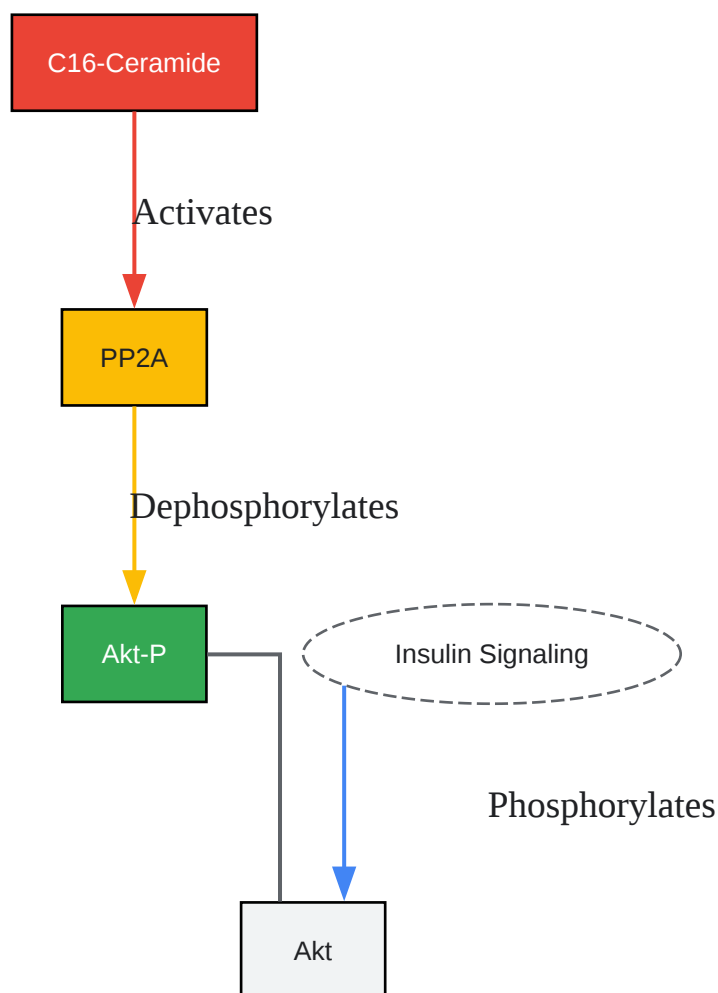 C16-Ceramide
Activates
PP2A
Dephosphorylates
Akt-P
Insulin Signaling
Phosphorylates
Akt